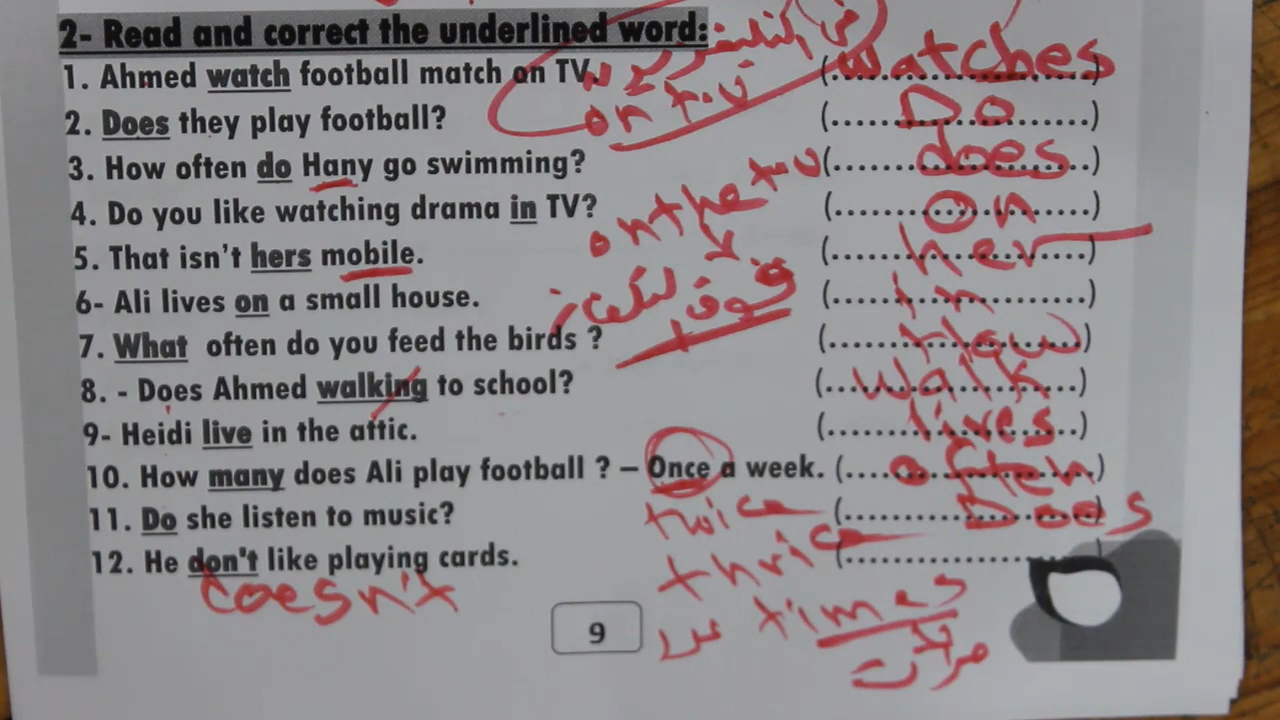 2- Read and correct the underlined word:
1. Ahmed watch football match on TV. (watches)
في التلفزيون
on t.v
2. Does they play football? (Do)
3. How often do Hany go swimming? (does)
on the t.v
4. Do you like watching drama in TV? (on)
5. That isn't hers mobile. (her)
فوق
6- Ali lives on a small house. (in)
7. What often do you feed the birds ? (How)
8. - Does Ahmed walking to school? (walk)
9- Heidi live in the attic. (lives)
10. How many does Ali play football ? – Once a week. (often)
11. Do she listen to music? (Does)
twice
12. He don't like playing cards. (....................)
thrice
doesn't
times
مرات
9